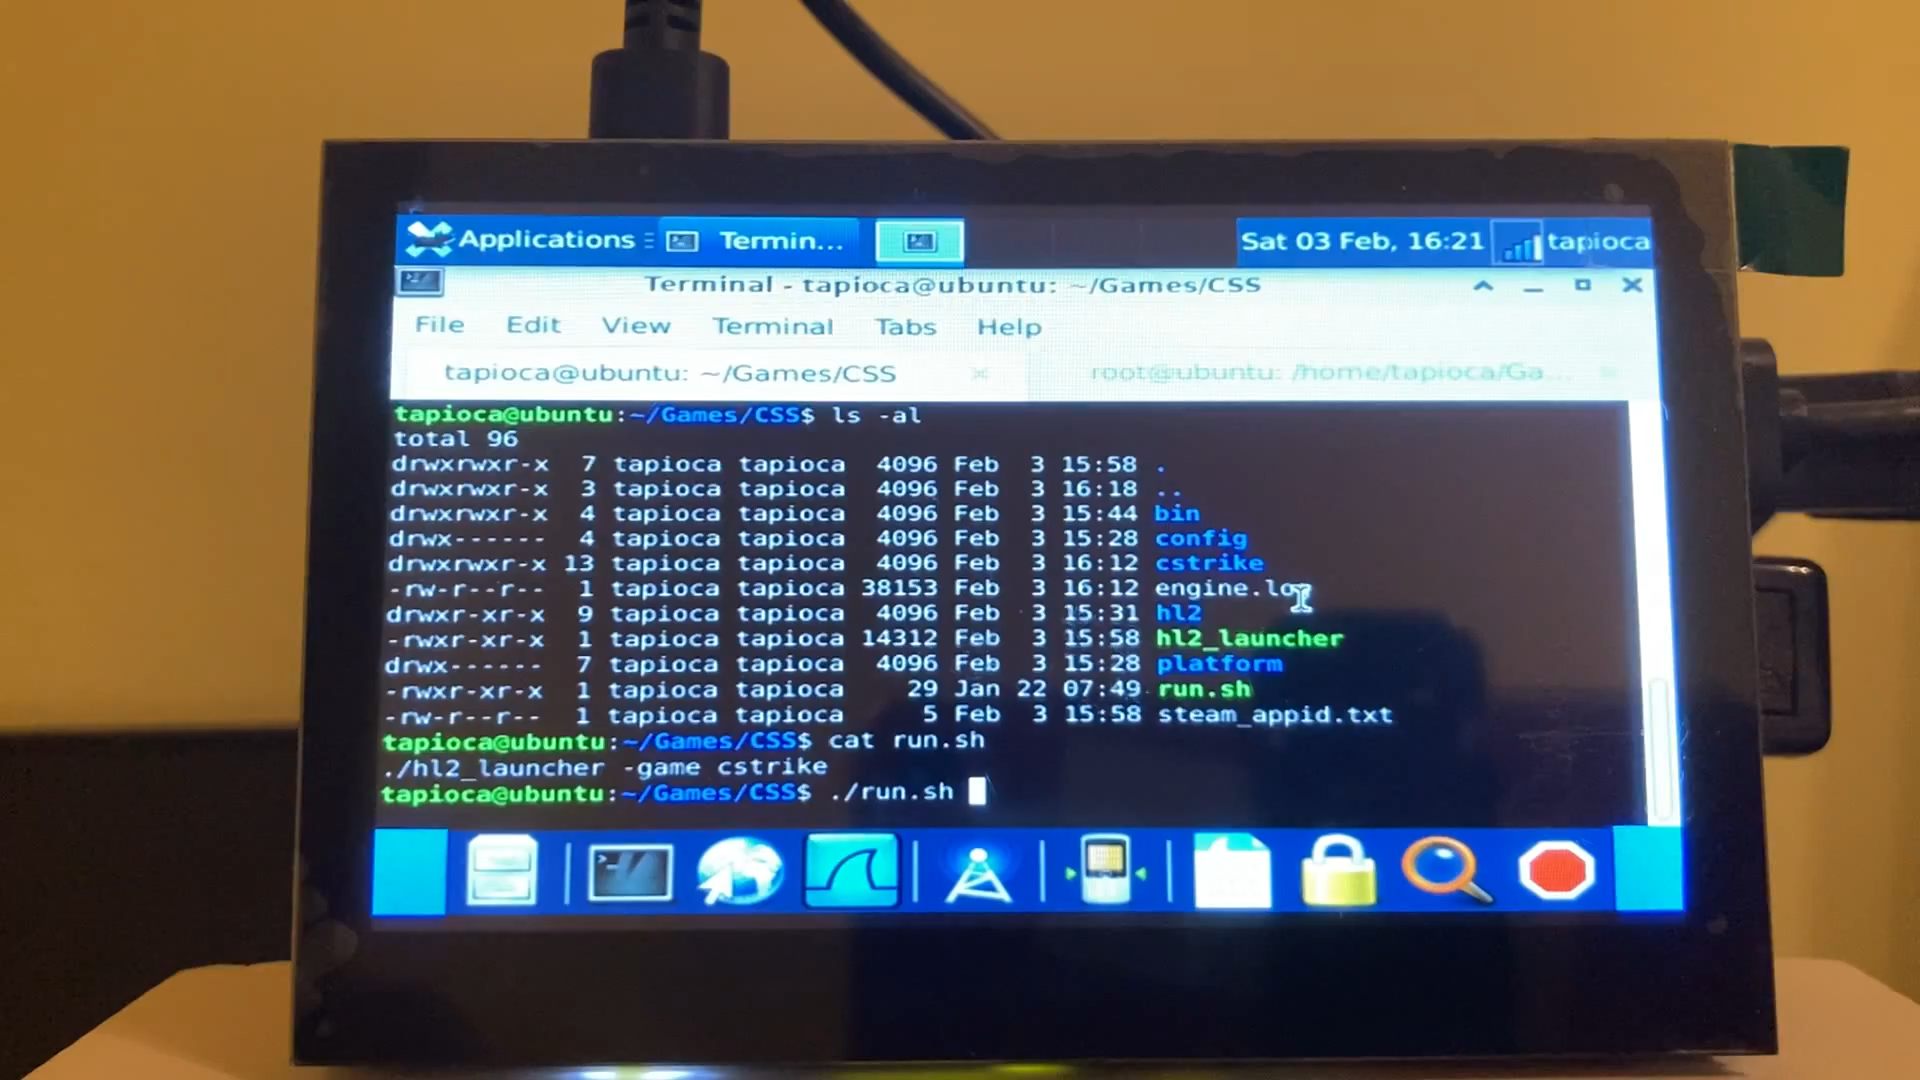 Applications Termin... Sat 03 Feb, 16:21 tapioca
Terminal - tapioca@ubuntu: ~/Games/CSS
File Edit View Terminal Tabs Help
tapioca@ubuntu: ~/Games/CSS root@ubuntu: /home/tapioca/Ga...
tapioca@ubuntu:~/Games/CSS$ ls -al
total 96
drwxrwxr-x 7 tapioca tapioca 4096 Feb 3 15:58 .
drwxrwxr-x 3 tapioca tapioca 4096 Feb 3 16:18 ..
drwxrwxr-x 4 tapioca tapioca 4096 Feb 3 15:44 bin
drwx------ 4 tapioca tapioca 4096 Feb 3 15:28 config
drwxrwxr-x 13 tapioca tapioca 4096 Feb 3 16:12 cstrike
-rw-r--r-- 1 tapioca tapioca 38153 Feb 3 16:12 engine.log
drwxr-xr-x 9 tapioca tapioca 4096 Feb 3 15:31 hl2
-rwxr-xr-x 1 tapioca tapioca 14312 Feb 3 15:58 hl2_launcher
drwx------ 7 tapioca tapioca 4096 Feb 3 15:28 platform
-rwxr-xr-x 1 tapioca tapioca 29 Jan 22 07:49 run.sh
-rw-r--r-- 1 tapioca tapioca 5 Feb 3 15:58 steam_appid.txt
tapioca@ubuntu:~/Games/CSS$ cat run.sh
./hl2_launcher -game cstrike
tapioca@ubuntu:~/Games/CSS$ ./run.sh